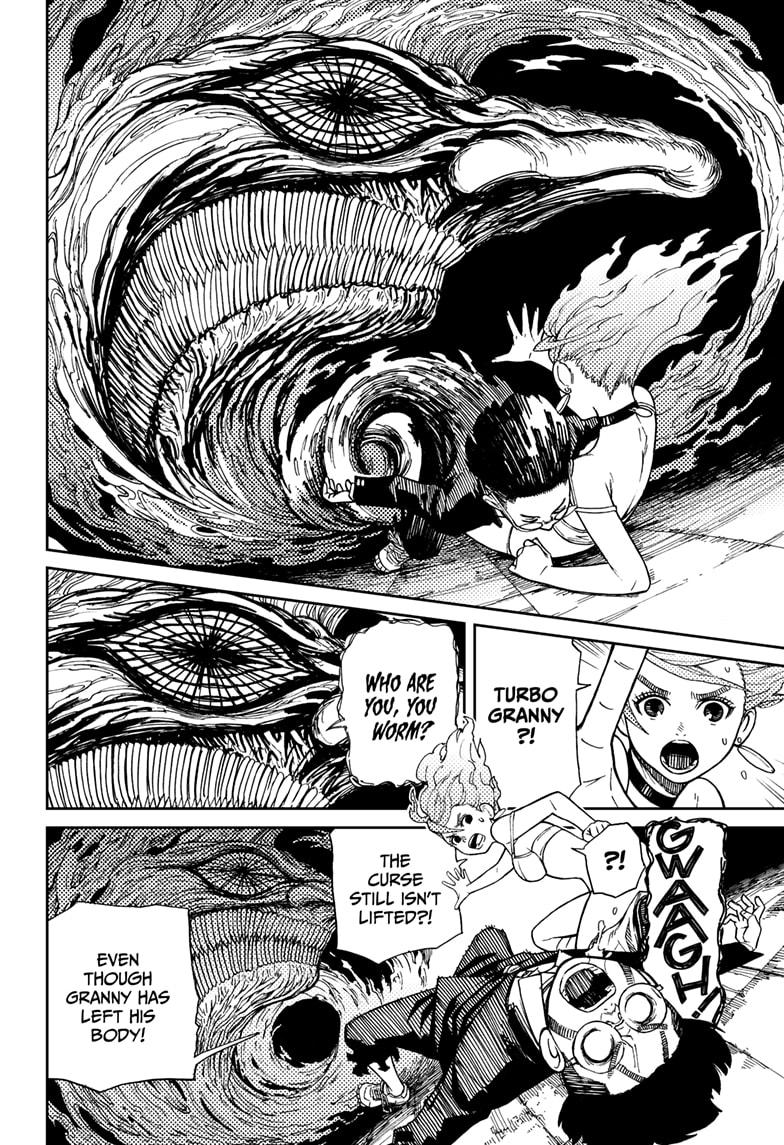 TURBO
GRANNY
?!
WHO ARE
YOU, YOU
WORM?
GWAAGH!
?!
THE
CURSE
STILL ISN'T
LIFTED?!
EVEN
THOUGH
GRANNY HAS
LEFT HIS
BODY!